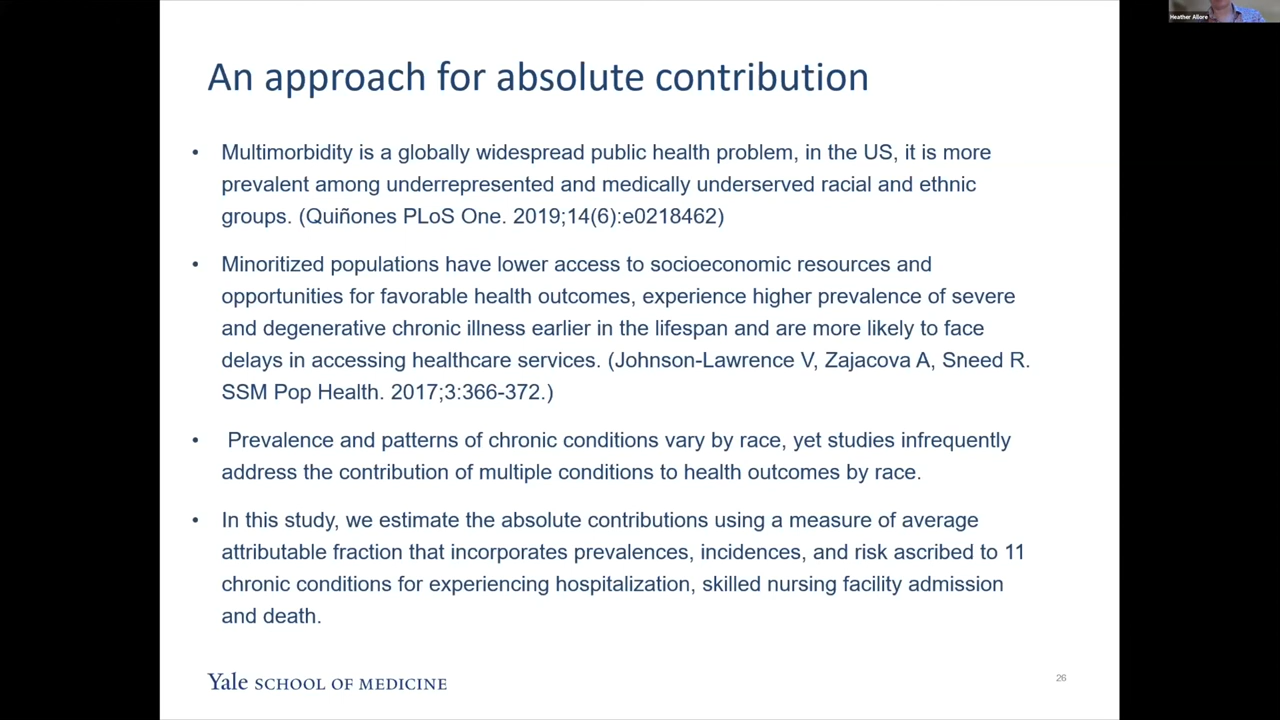 Heather Allore
An approach for absolute contribution
• Multimorbidity is a globally widespread public health problem, in the US, it is more
prevalent among underrepresented and medically underserved racial and ethnic
groups. (Quiñones PLoS One. 2019;14(6):e0218462)
• Minoritized populations have lower access to socioeconomic resources and
opportunities for favorable health outcomes, experience higher prevalence of severe
and degenerative chronic illness earlier in the lifespan and are more likely to face
delays in accessing healthcare services. (Johnson-Lawrence V, Zajacova A, Sneed R.
SSM Pop Health. 2017;3:366-372.)
• Prevalence and patterns of chronic conditions vary by race, yet studies infrequently
address the contribution of multiple conditions to health outcomes by race.
• In this study, we estimate the absolute contributions using a measure of average
attributable fraction that incorporates prevalences, incidences, and risk ascribed to 11
chronic conditions for experiencing hospitalization, skilled nursing facility admission
and death.
Yale SCHOOL OF MEDICINE
26